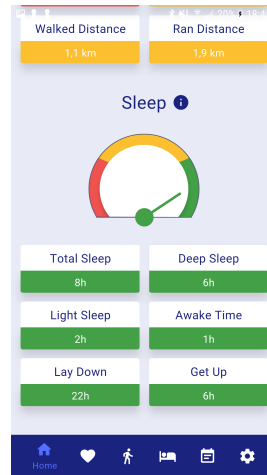 Walked Distance
Ran Distance
1,1 km
1,9 km
Sleep
Total Sleep
Deep Sleep
8h
6h
Light Sleep
Awake Time
2h
1h
Lay Down
Get Up
22h
6h
Home